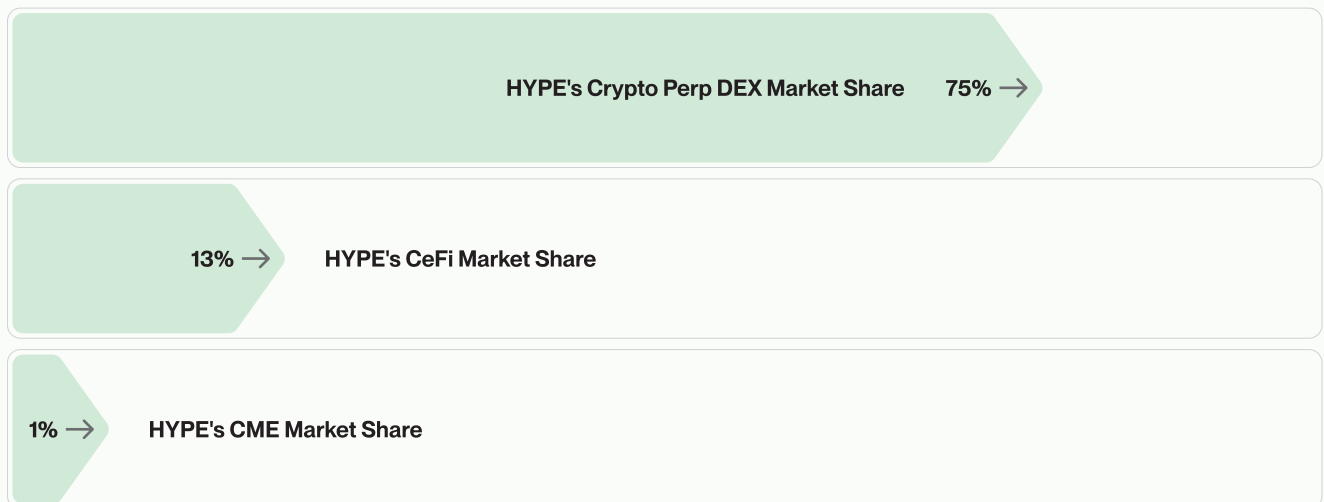 HYPE's Crypto Perp DEX Market Share 75% →
13% → HYPE's CeFi Market Share
1% → HYPE's CME Market Share